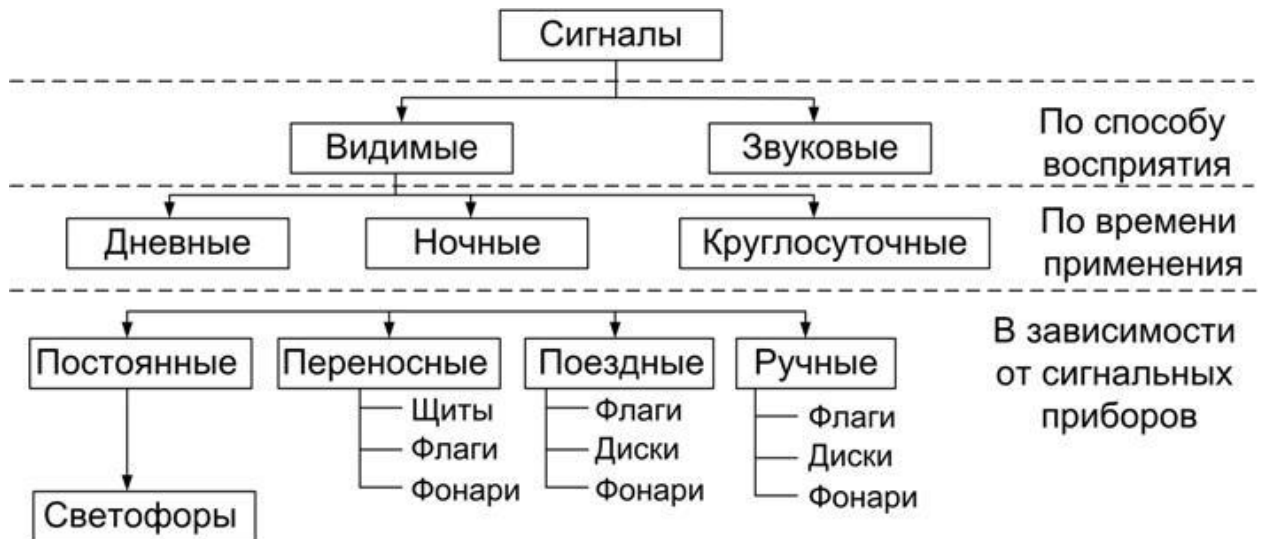 Сигналы
Видимые
Звуковые
По способу
восприятия
Дневные
Ночные
Круглосуточные
По времени
применения
Постоянные
Переносные
Поездные
Ручные
В зависимости
от сигнальных
приборов
Щиты
Флаги
Фонари
Флаги
Диски
Фонари
Флаги
Диски
Фонари
Светофоры